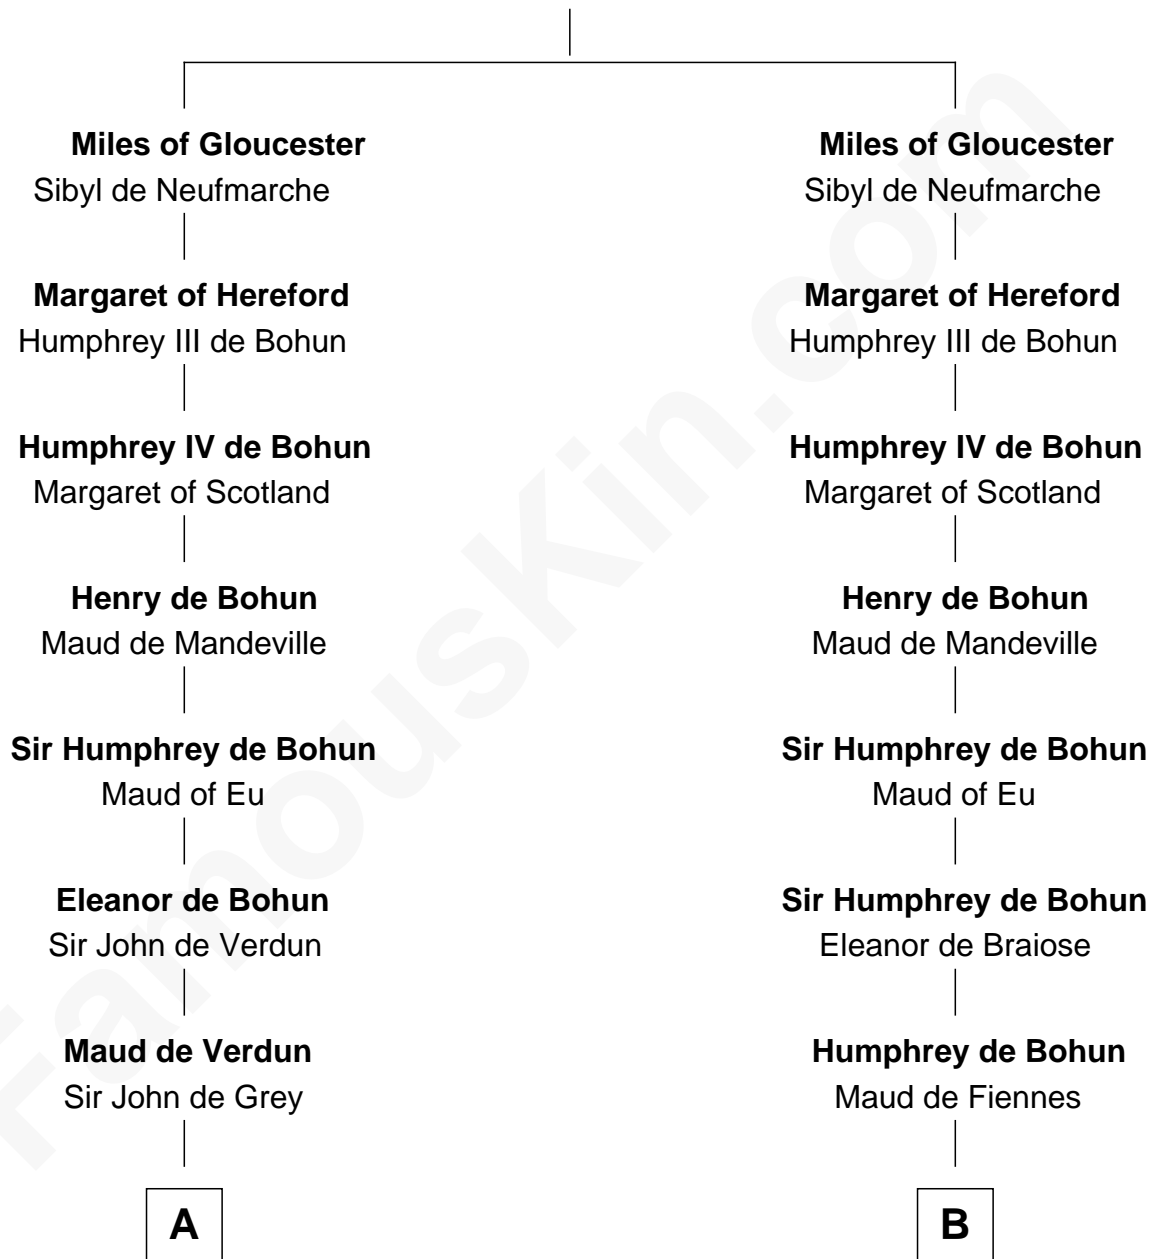 Miles of Gloucester
Sibyl de Neufmarche
Margaret of Hereford
Humphrey III de Bohun
Humphrey IV de Bohun
Margaret of Scotland
Henry de Bohun
Maud de Mandeville
Sir Humphrey de Bohun
Maud of Eu
Eleanor de Bohun
Sir John de Verdun
Maud de Verdun
Sir John de Grey
A
Miles of Gloucester
Sibyl de Neufmarche
Margaret of Hereford
Humphrey III de Bohun
Humphrey IV de Bohun
Margaret of Scotland
Henry de Bohun
Maud de Mandeville
Sir Humphrey de Bohun
Maud of Eu
Sir Humphrey de Bohun
Eleanor de Braiose
Humphrey de Bohun
Maud de Fiennes
B
FamousKin.com